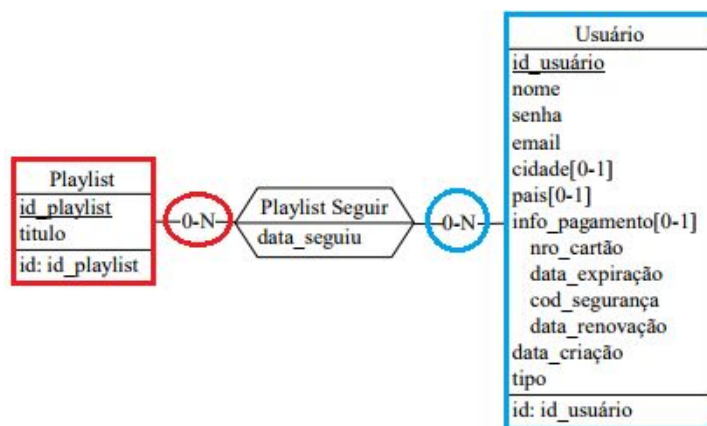 Playlist
id_playlist
titulo
id: id_playlist
0-N
Playlist Seguir
data_seguiu
0-N
Usuário
id_usuário
nome
senha
email
cidade[0-1]
pais[0-1]
info_pagamento[0-1]
nro_cartão
data_expiração
cod_segurança
data_renovação
data_criação
tipo
id: id_usuário